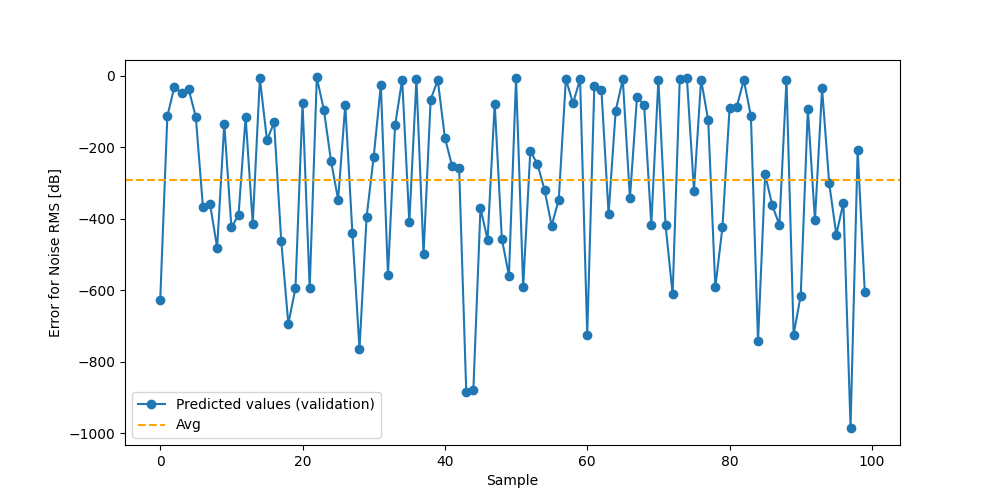 0
−200
−400
−600
−800
−1000
Error for Noise RMS [dB]
Predicted values (validation)
Avg
0 20 40 60 80 100
Sample